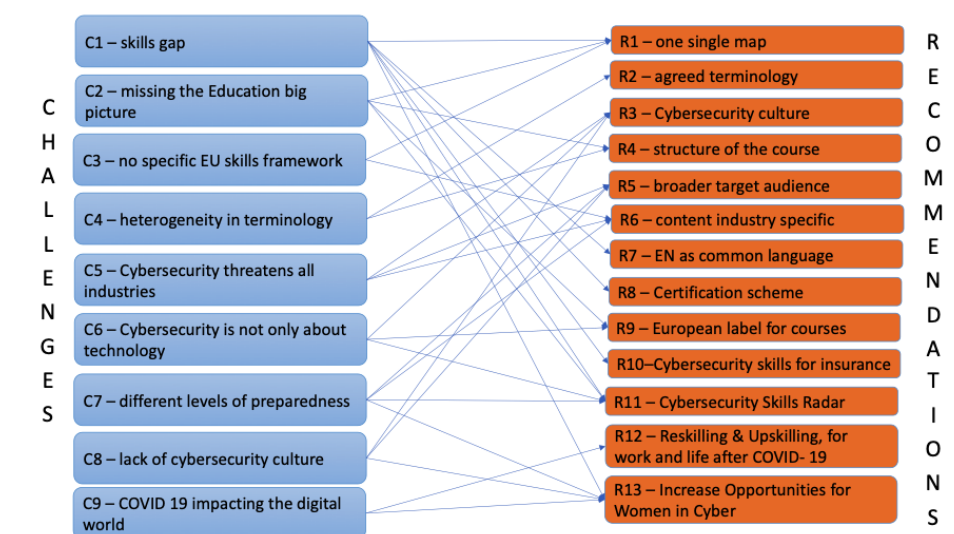 CHALLENGES
C1 – skills gap
C2 – missing the Education big
picture
C3 – no specific EU skills framework
C4 – heterogeneity in terminology
C5 – Cybersecurity threatens all
industries
C6 – Cybersecurity is not only about
technology
C7 – different levels of preparedness
C8 – lack of cybersecurity culture
C9 – COVID 19 impacting the digital
world
R1 – one single map
R2 – agreed terminology
R3 – Cybersecurity culture
R4 – structure of the course
R5 – broader target audience
R6 – content industry specific
R7 – EN as common language
R8 – Certification scheme
R9 – European label for courses
R10–Cybersecurity skills for insurance
R11 – Cybersecurity Skills Radar
R12 – Reskilling & Upskilling, for
work and life after COVID- 19
R13 – Increase Opportunities for
Women in Cyber
RECOMMENDATIONS